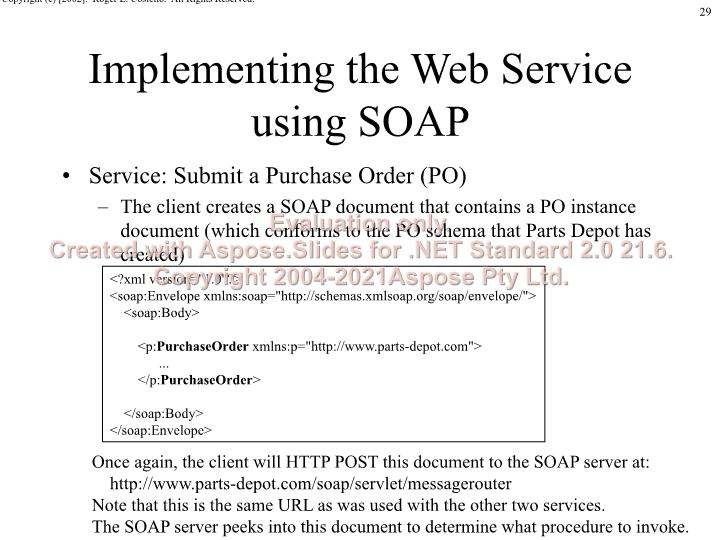 Copyright (c) [2002]. Roger L. Costello. All Rights Reserved.
29
Implementing the Web Service
using SOAP
• Service: Submit a Purchase Order (PO)
– The client creates a SOAP document that contains a PO instance
document (which conforms to the PO schema that Parts Depot has
created)
Evaluation only.
Created with Aspose.Slides for .NET Standard 2.0 21.6.
Copyright 2004-2021Aspose Pty Ltd.
<?xml version="1.0"?>
<soap:Envelope xmlns:soap="http://schemas.xmlsoap.org/soap/envelope/">
<soap:Body>
<p:PurchaseOrder xmlns:p="http://www.parts-depot.com">
...
</p:PurchaseOrder>
</soap:Body>
</soap:Envelope>
Once again, the client will HTTP POST this document to the SOAP server at:
http://www.parts-depot.com/soap/servlet/messagerouter
Note that this is the same URL as was used with the other two services.
The SOAP server peeks into this document to determine what procedure to invoke.